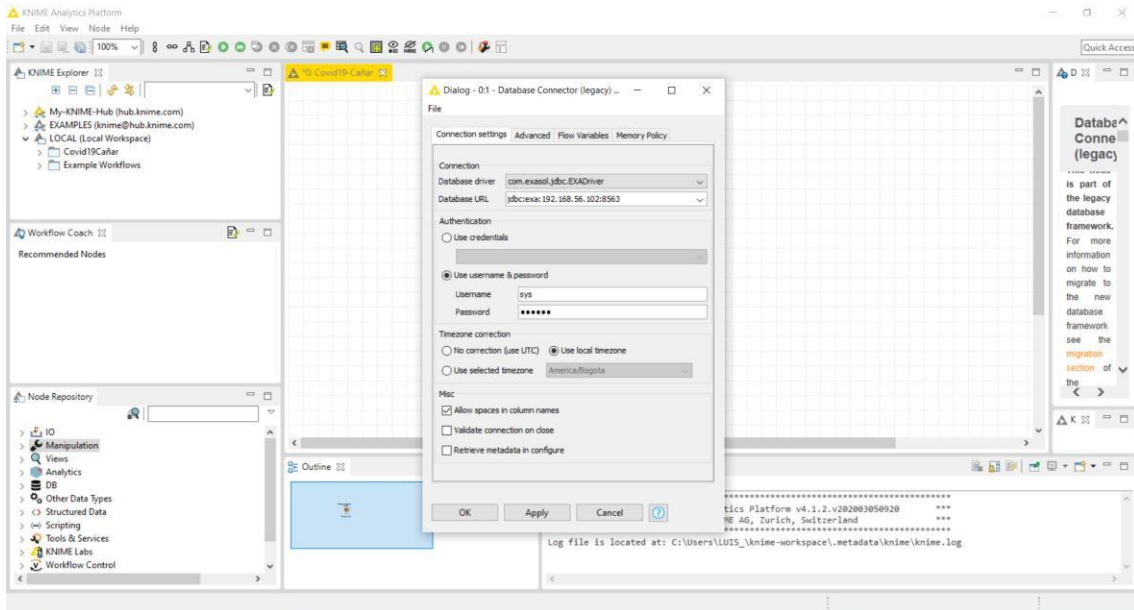 KNIME Analytics Platform
File Edit View Node Help
100%
Quick Access
KNIME Explorer
My-KNIME-Hub (hub.knime.com)
EXAMPLES (knime@hub.knime.com)
LOCAL (Local Workspace)
Covid19Cañar
Example Workflows
Workflow Coach
Recommended Nodes
Node Repository
IO
Manipulation
Views
Analytics
DB
Other Data Types
Structured Data
Scripting
Tools & Services
KNIME Labs
Workflow Control
*0: Covid19-Cañar
Outline
Dialog - 0:1 - Database Connector (legacy) ...
File
Connection settings Advanced Flow Variables Memory Policy
Connection
Database driver com.exasol.jdbc.EXADriver
Database URL jdbc:exa:192.168.56.102:8563
Authentication
Use credentials
Use username & password
Username sys
Password ••••••
Timezone correction
No correction (use UTC) Use local timezone
Use selected timezone America/Bogota
Misc
Allow spaces in column names
Validate connection on close
Retrieve metadata in configure
OK Apply Cancel ?
tics Platform v4.1.2.v202003050920 ***
ME AG, Zurich, Switzerland ***
Log file is located at: C:\Users\LUIS_\knime-workspace\.metadata\knime\knime.log
D
Databa
Conne
(legacy
is part of
the legacy
database
framework.
For more
information
on how to
migrate to
the new
database
framework
see the
migration
section of
the
K